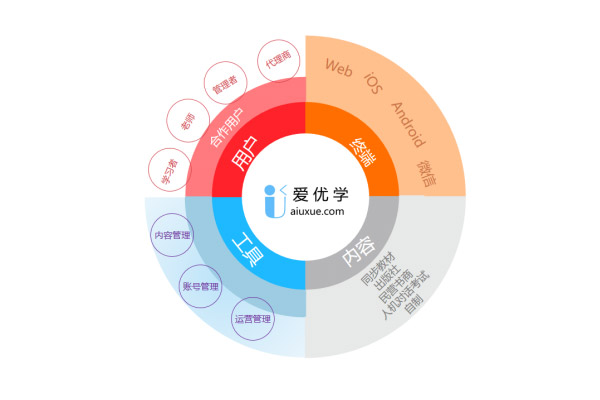 代理商
管理者
老师
学习者
合作用户
用户
Web
iOS
Android
微信
终端
爱优学
aiuxue.com
工具
内容管理
账号管理
运营管理
内容
同步教材
出版社
民营书商
人机对话考试
自制